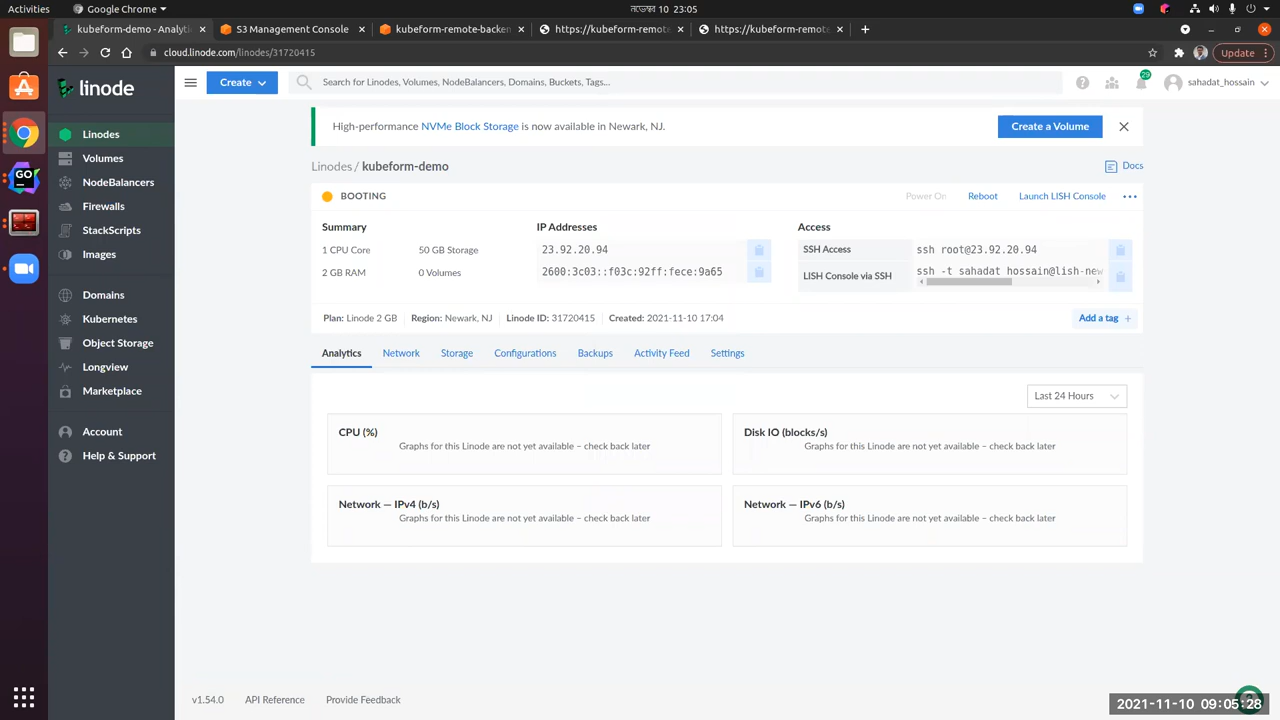 Activities
Google Chrome
নভেম্বর 10 23:05
kubeform-demo - Analytic
S3 Management Console
kubeform-remote-backen
https://kubeform-remote-
https://kubeform-remote-
cloud.linode.com/linodes/31720415
Update
linode
Create
Search for Linodes, Volumes, NodeBalancers, Domains, Buckets, Tags...
29
sahadat_hossain
Linodes
Volumes
NodeBalancers
Firewalls
StackScripts
Images
Domains
Kubernetes
Object Storage
Longview
Marketplace
Account
Help & Support
High-performance NVMe Block Storage is now available in Newark, NJ.
Create a Volume
Linodes / kubeform-demo
Docs
BOOTING
Power On
Reboot
Launch LISH Console
Summary
1 CPU Core
50 GB Storage
2 GB RAM
0 Volumes
IP Addresses
23.92.20.94
2600:3c03::f03c:92ff:fece:9a65
Access
SSH Access
ssh root@23.92.20.94
LISH Console via SSH
ssh -t sahadat_hossain@lish-new
Plan: Linode 2 GB
Region: Newark, NJ
Linode ID: 31720415
Created: 2021-11-10 17:04
Add a tag +
Analytics
Network
Storage
Configurations
Backups
Activity Feed
Settings
Last 24 Hours
CPU (%)
Graphs for this Linode are not yet available – check back later
Disk IO (blocks/s)
Graphs for this Linode are not yet available – check back later
Network — IPv4 (b/s)
Graphs for this Linode are not yet available – check back later
Network — IPv6 (b/s)
Graphs for this Linode are not yet available – check back later
v1.54.0
API Reference
Provide Feedback
2021-11-10 09:05:28